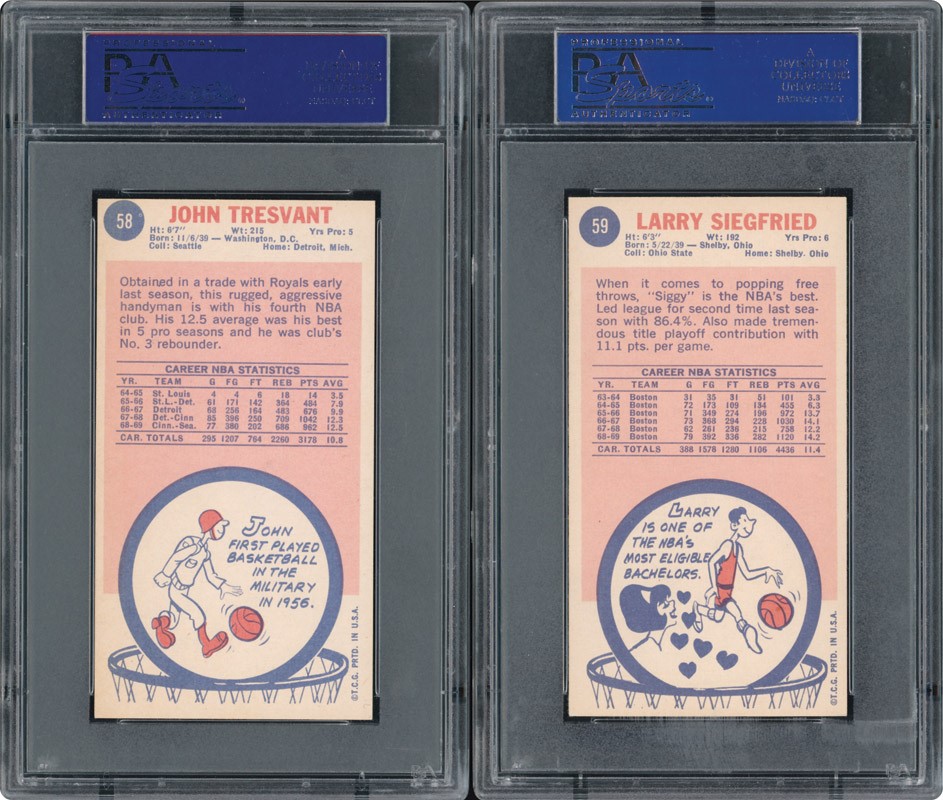 PROFESSIONAL
PSA
AUTHENTICATOR
58
JOHN TRESVANT
Ht: 6'7" Wt: 215 Yrs Pro: 5
Born: 11/6/39 — Washington, D.C.
Coll: Seattle Home: Detroit, Mich.
Obtained in a trade with Royals early
last season, this rugged, aggressive
handyman is with his fourth NBA
club. His 12.5 average was his best
in 5 pro seasons and he was club's
No. 3 rebounder.
CAREER NBA STATISTICS
YR. TEAM G FG FT REB PTS AVG
64-65 St. Louis 4 4 6 18 14 3.5
65-66 St.L.-Det. 61 171 142 364 484 7.9
66-67 Detroit 68 256 164 483 676 9.9
67-68 Det.-Cinn 85 396 250 709 1042 12.3
68-69 Cinn.-Sea. 77 380 202 686 962 12.5
CAR. TOTALS 295 1207 764 2260 3178 10.8
JOHN
FIRST PLAYED
BASKETBALL
IN THE
MILITARY
IN 1956.
©T.C.G. PRTD. IN U.S.A.
PROFESSIONAL
PSA
AUTHENTICATOR
A
DIVISION OF
COLLECTORS
UNIVERSE
59
LARRY SIEGFRIED
Ht: 6'3" Wt: 192 Yrs Pro: 6
Born: 5/22/39 — Shelby, Ohio
Coll: Ohio State Home: Shelby, Ohio
When it comes to popping free
throws, "Siggy" is the NBA's best.
Led league for second time last sea-
son with 86.4%. Also made tremen-
dous title playoff contribution with
11.1 pts. per game.
CAREER NBA STATISTICS
YR. TEAM G FG FT REB PTS AVG
63-64 Boston 31 35 31 51 101 3.3
64-65 Boston 72 173 109 134 455 6.3
65-66 Boston 71 349 274 196 972 13.7
66-67 Boston 73 368 294 228 1030 14.1
67-68 Boston 62 261 236 215 758 12.2
68-69 Boston 79 392 336 282 1120 14.2
CAR. TOTALS 388 1578 1280 1106 4436 11.4
LARRY
IS ONE OF
THE NBA'S
MOST ELIGIBLE
BACHELORS.
©T.C.G. PRTD. IN U.S.A.